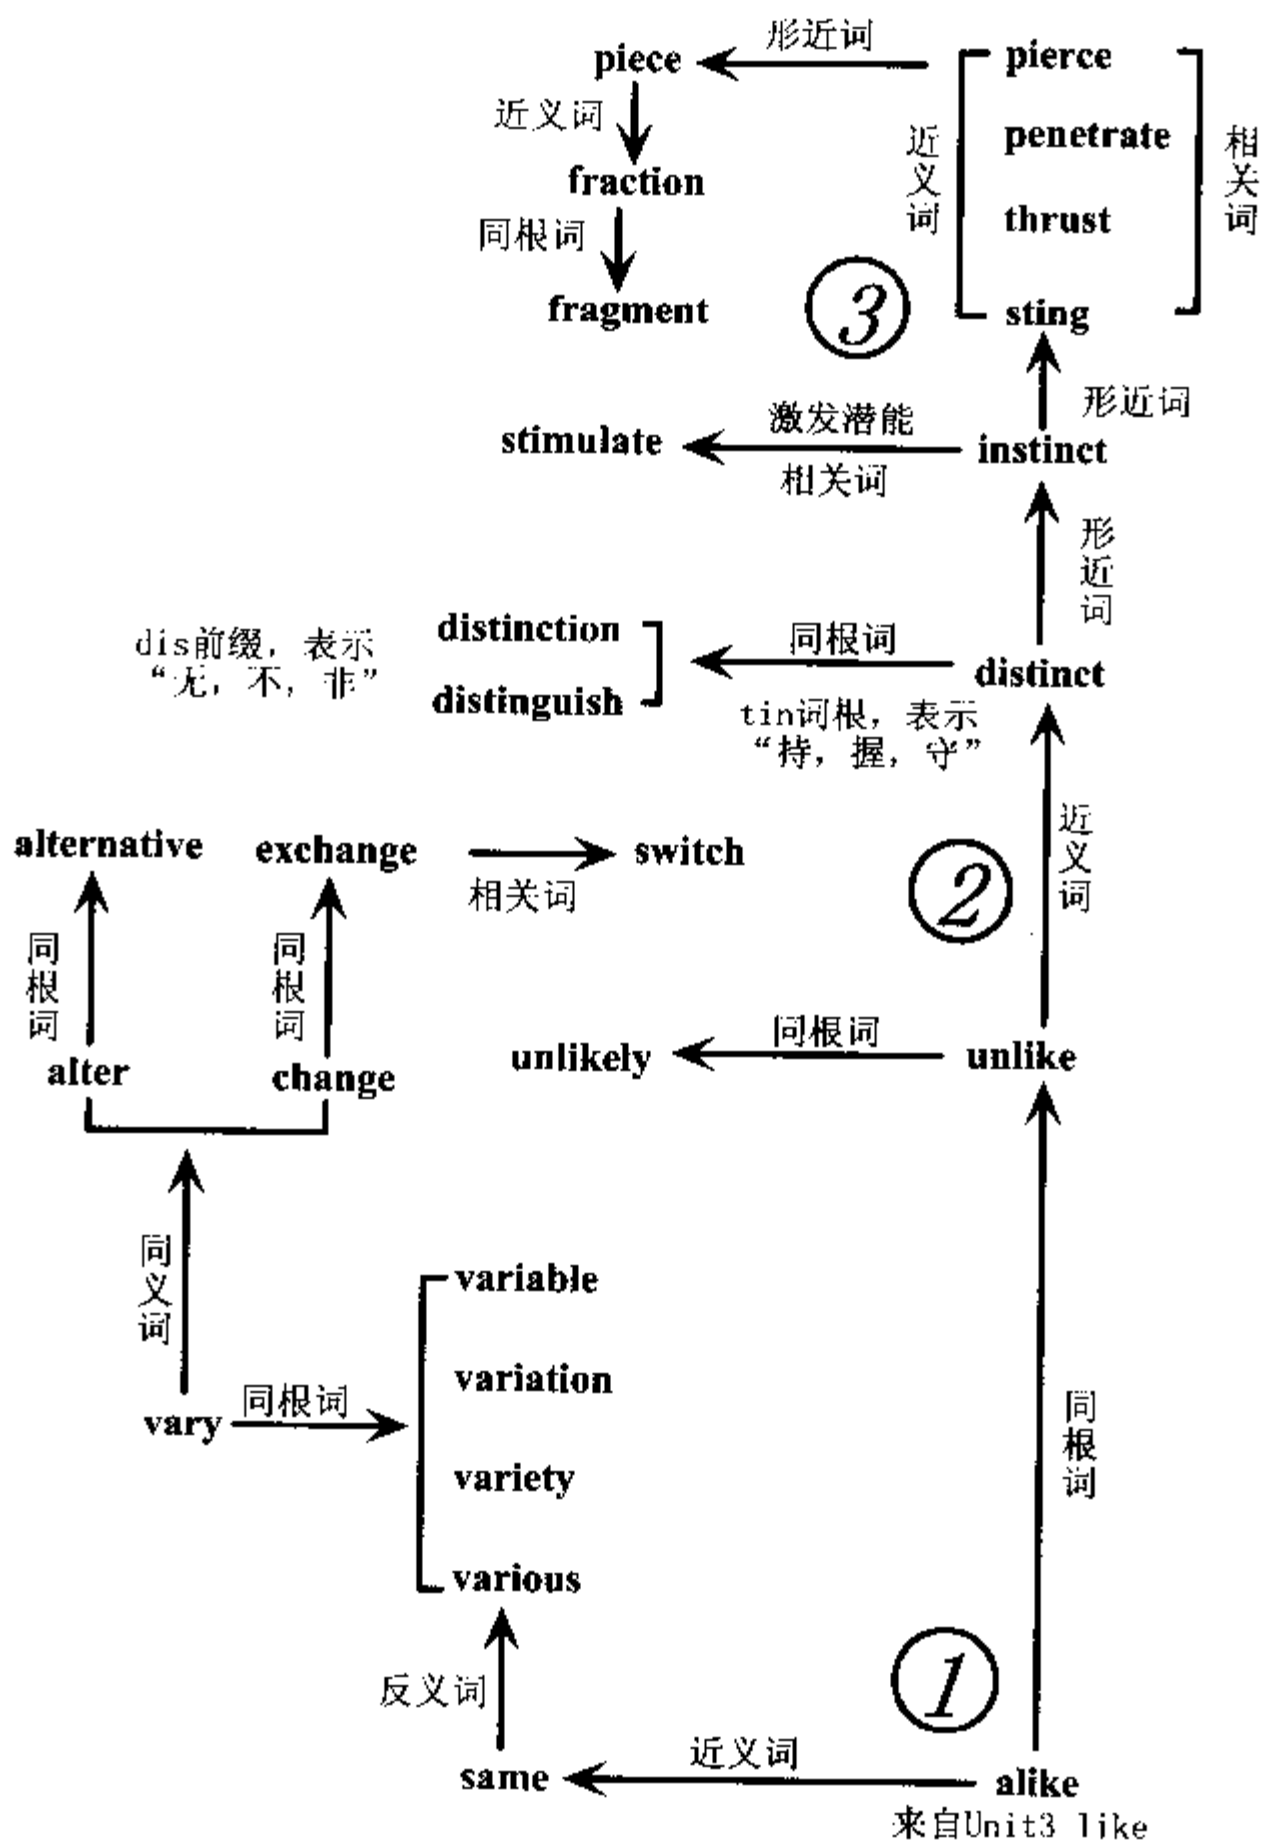 形近词
piece
pierce
近义词
penetrate
近义词
相关词
fraction
thrust
同根词
fragment
3
sting
形近词
激发潜能
stimulate
instinct
相关词
形近词
distinction
dis前缀，表示
“无，不，非”
同根词
distinct
distinguish
tin词根，表示
“持，握，守”
近义词
alternative
exchange
switch
相关词
2
同根词
同根词
同根词
alter
change
unlikely
unlike
同义词
variable
variation
同根词
vary
同根词
variety
various
1
反义词
近义词
same
alike
来自Unit3 like